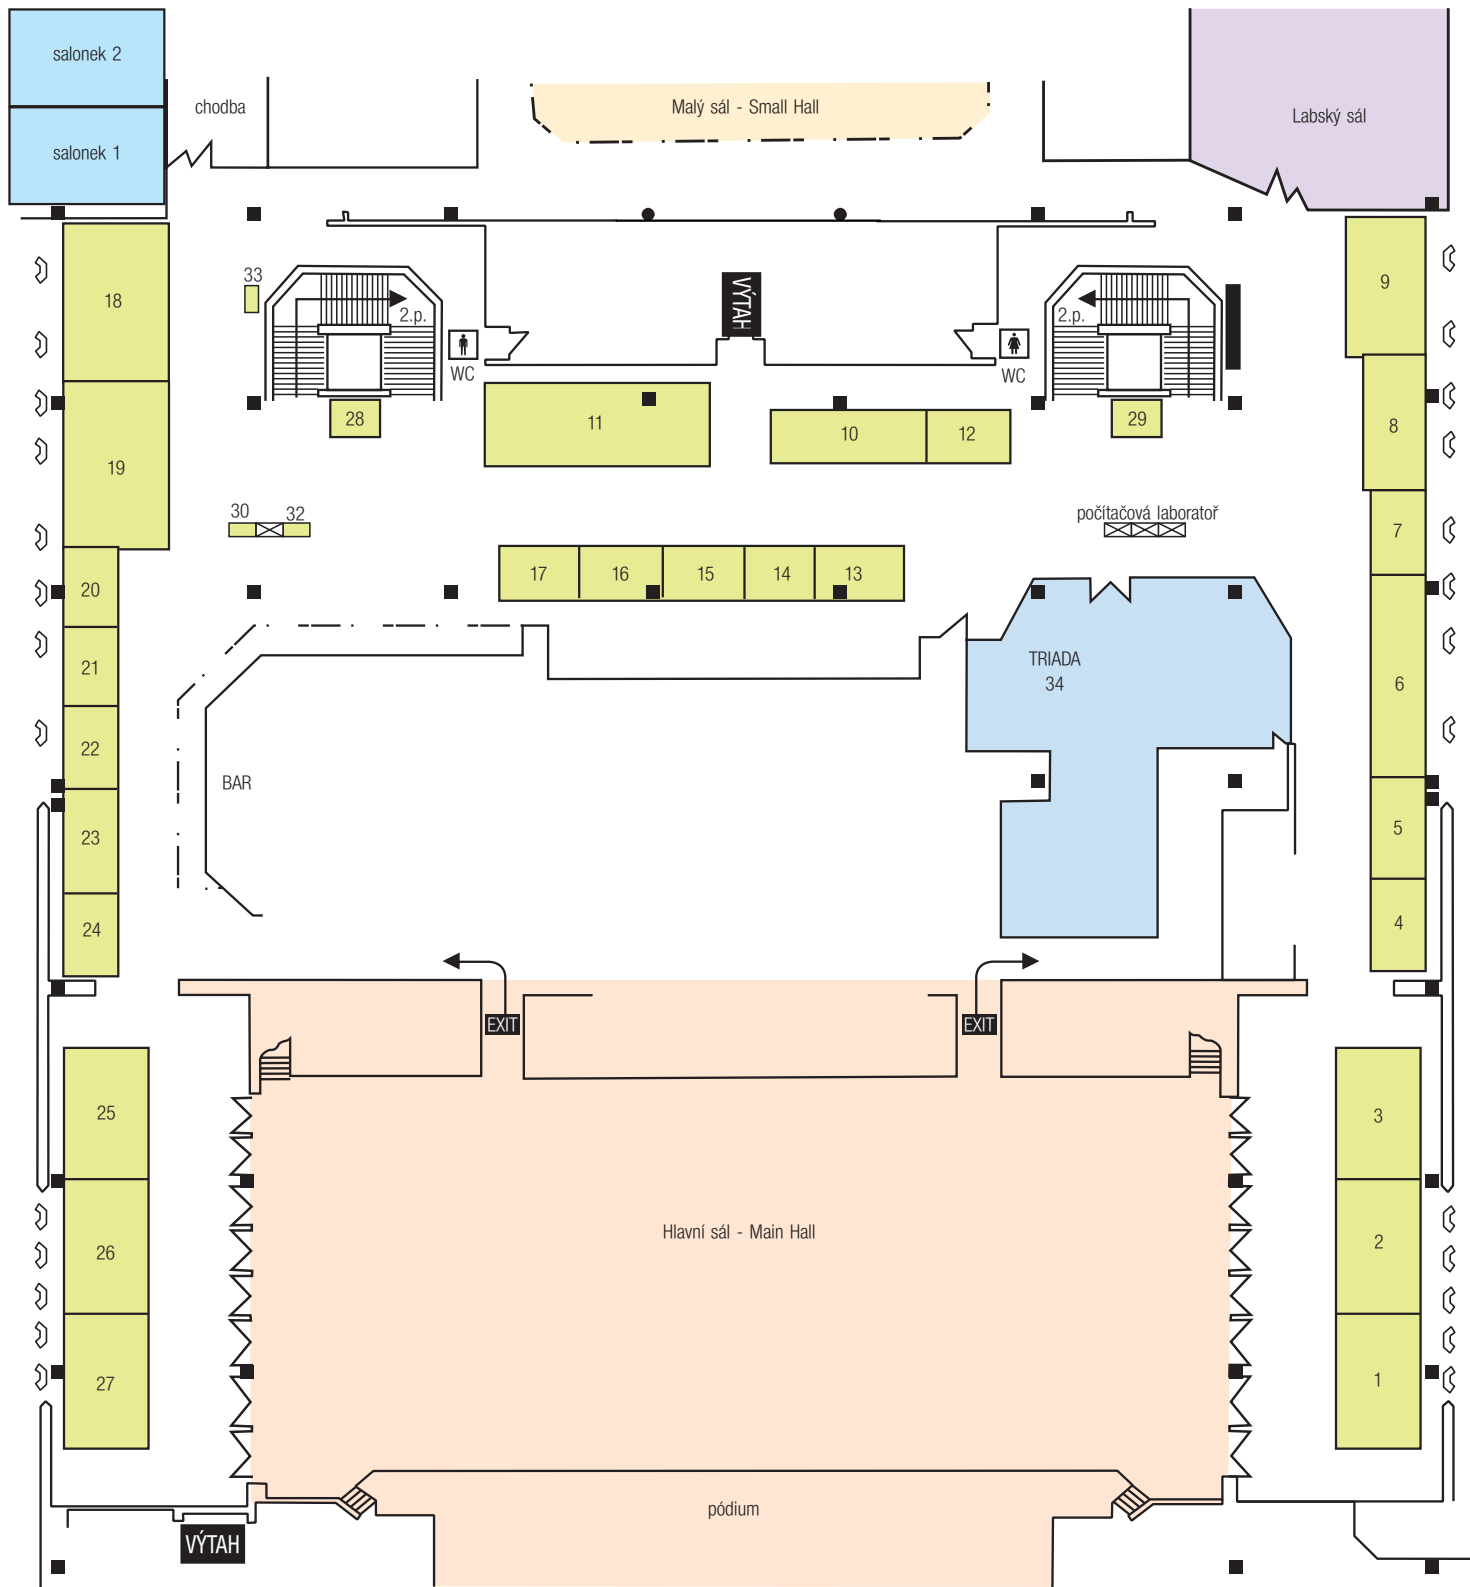 salonek 2
chodba
Malý sál - Small Hall
Labský sál
salonek 1
33
18
9
VÝTAH
2.p.
2.p.
WC
WC
28
11
10
12
29
8
19
30
32
počítačová laboratoř
7
17
16
15
14
13
20
21
TRIADA
34
6
22
BAR
23
5
24
4
EXIT
EXIT
25
3
Hlavní sál - Main Hall
26
2
27
1
pódium
VÝTAH